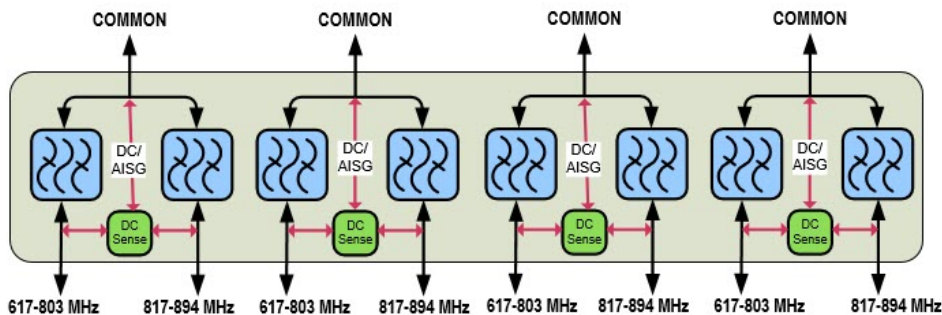 COMMON COMMON COMMON COMMON
DC/ DC/ DC/ DC/
AISG AISG AISG AISG
DC DC DC DC
Sense Sense Sense Sense
617-803 MHz 817-894 MHz 617-803 MHz 817-894 MHz 617-803 MHz 817-894 MHz 617-803 MHz 817-894 MHz